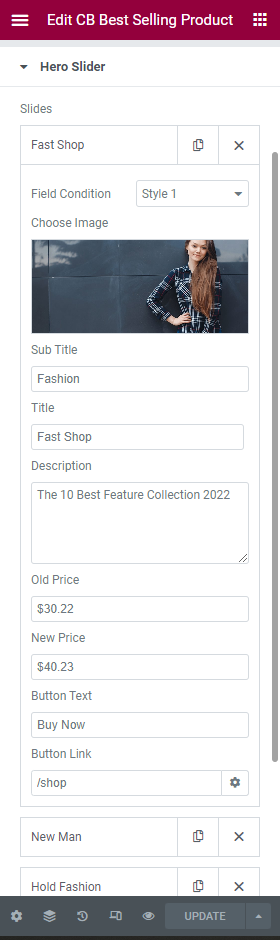 Edit CB Best Selling Product
Hero Slider
Slides
Fast Shop
Field Condition
Style 1
Choose Image
Sub Title
Fashion
Title
Fast Shop
Description
The 10 Best Feature Collection 2022
Old Price
$30.22
New Price
$40.23
Button Text
Buy Now
Button Link
/shop
New Man
Hold Fashion
UPDATE